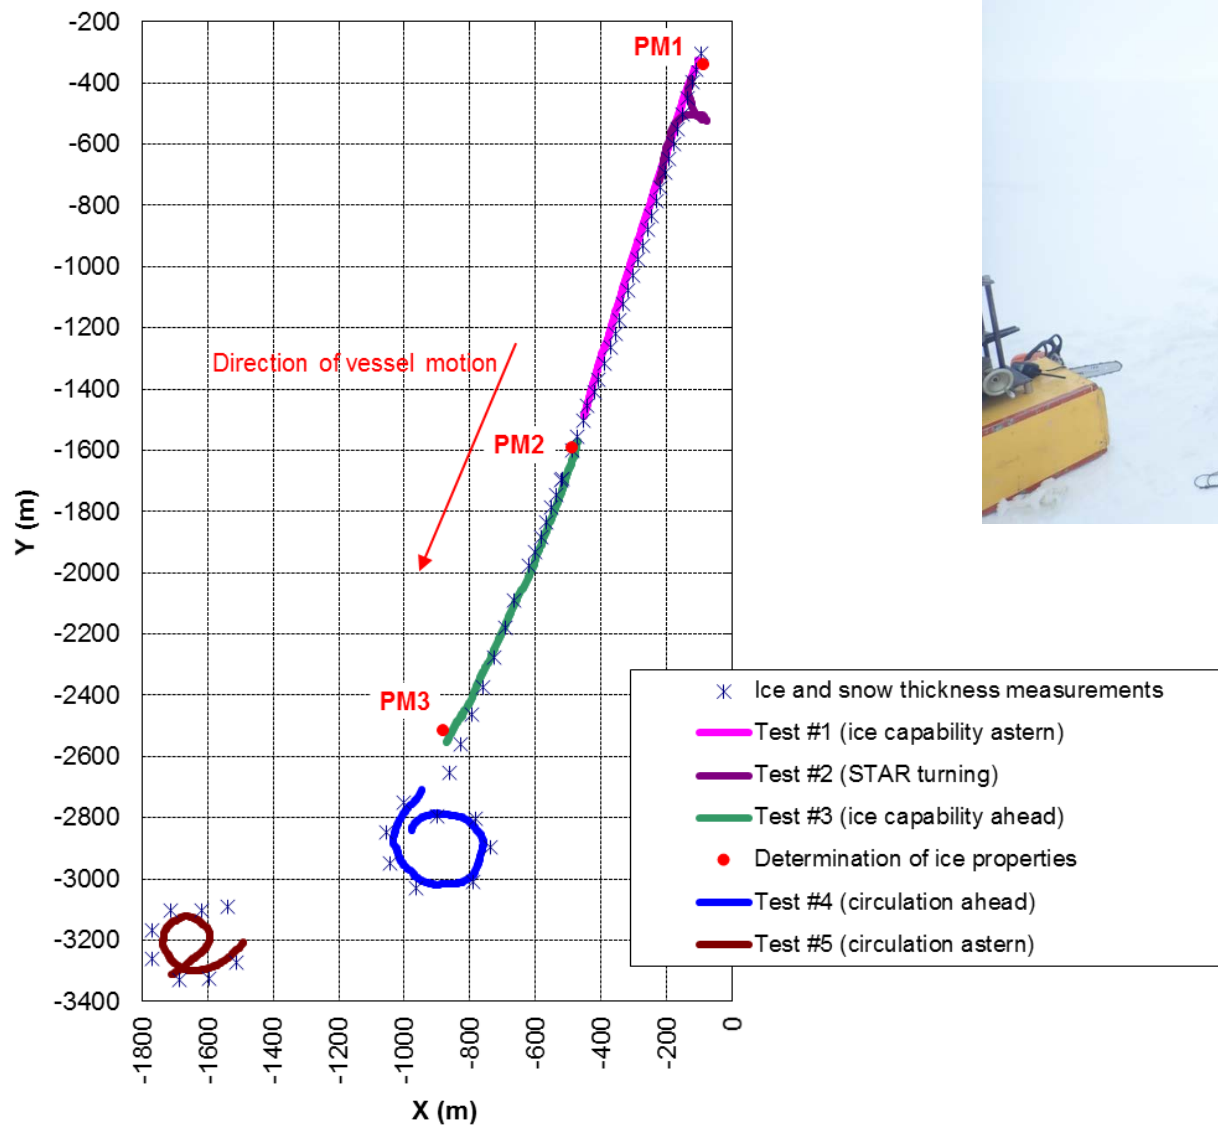 -200
-400
-600
-800
-1000
-1200
-1400
-1600
-1800
-2000
-2200
-2400
-2600
-2800
-3000
-3200
-3400
Y (m)
PM1
Direction of vessel motion
PM2
PM3
Ice and snow thickness measurements
Test #1 (ice capability astern)
Test #2 (STAR turning)
Test #3 (ice capability ahead)
Determination of ice properties
Test #4 (circulation ahead)
Test #5 (circulation astern)
-1800
-1600
-1400
-1200
-1000
-800
-600
-400
-200
0
X (m)